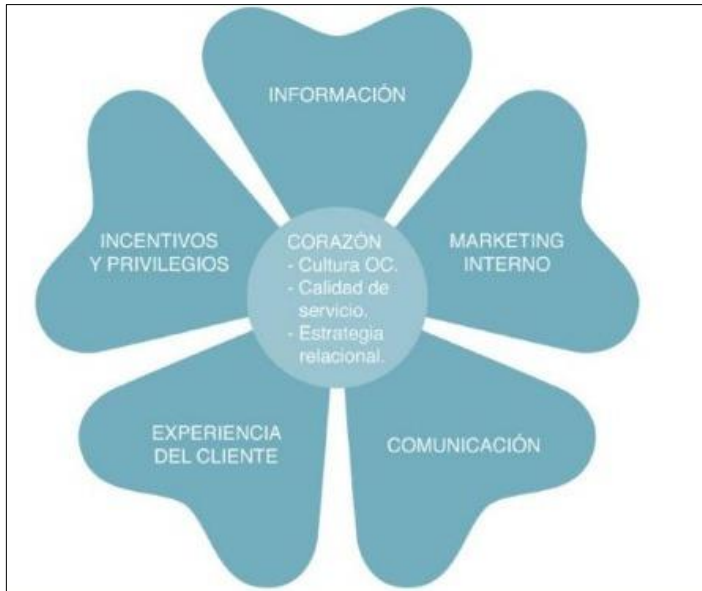 INFORMACIÓN
INCENTIVOS
Y PRIVILEGIOS
CORAZÓN
- Cultura OC.
- Calidad de
servicio.
- Estrategia
relacional.
MARKETING
INTERNO
EXPERIENCIA
DEL CLIENTE
COMUNICACIÓN